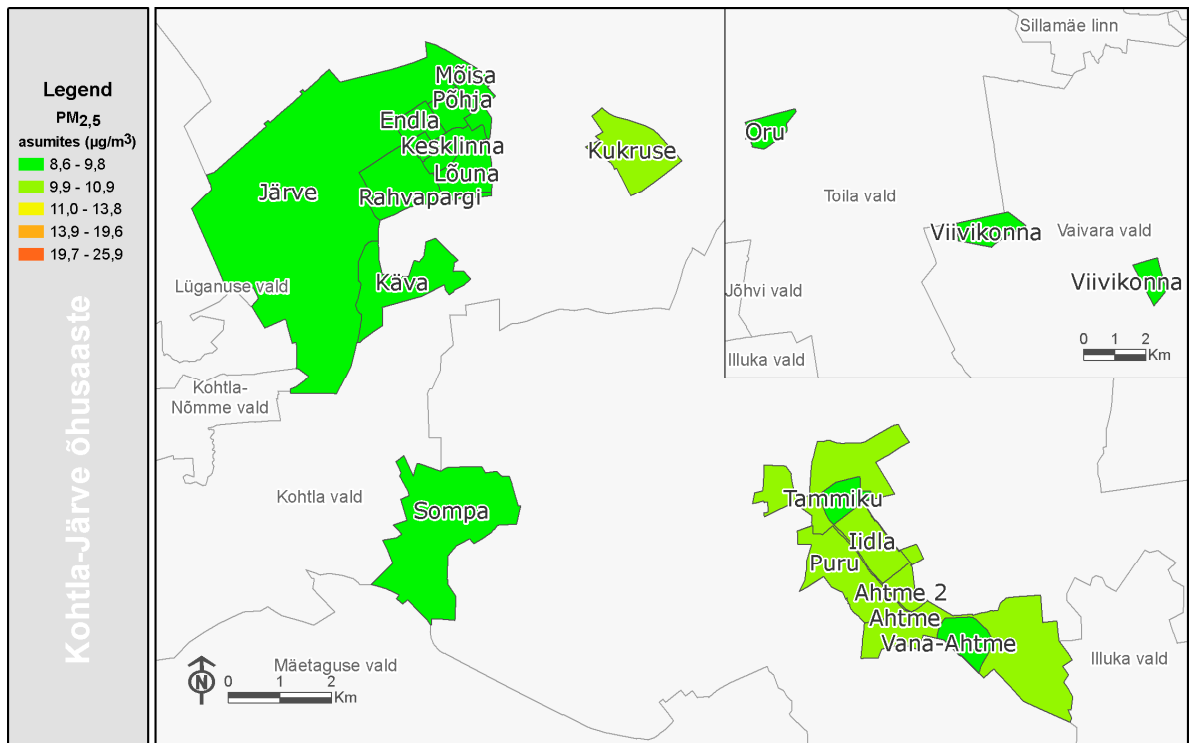 Legend
PM2,5
asumites (µg/m3)
8,6 - 9,8
9,9 - 10,9
11,0 - 13,8
13,9 - 19,6
19,7 - 25,9
Kohtla-Järve õhusaaste
Mõisa
Põhja
Endla
Kesklinna
Lõuna
Järve
Rahvapargi
Kukruse
Käva
Lüganuse vald
Kohtla-
Nõmme vald
Kohtla vald
Sompa
Mäetaguse vald
N
0 1 2
Km
Sillamäe linn
Oru
Toila vald
Viivikonna
Vaivara vald
Viivikonna
Jõhvi vald
Illuka vald
0 1 2
Km
Tammiku
Iidla
Puru
Ahtme 2
Ahtme
Vana-Ahtme
Illuka vald